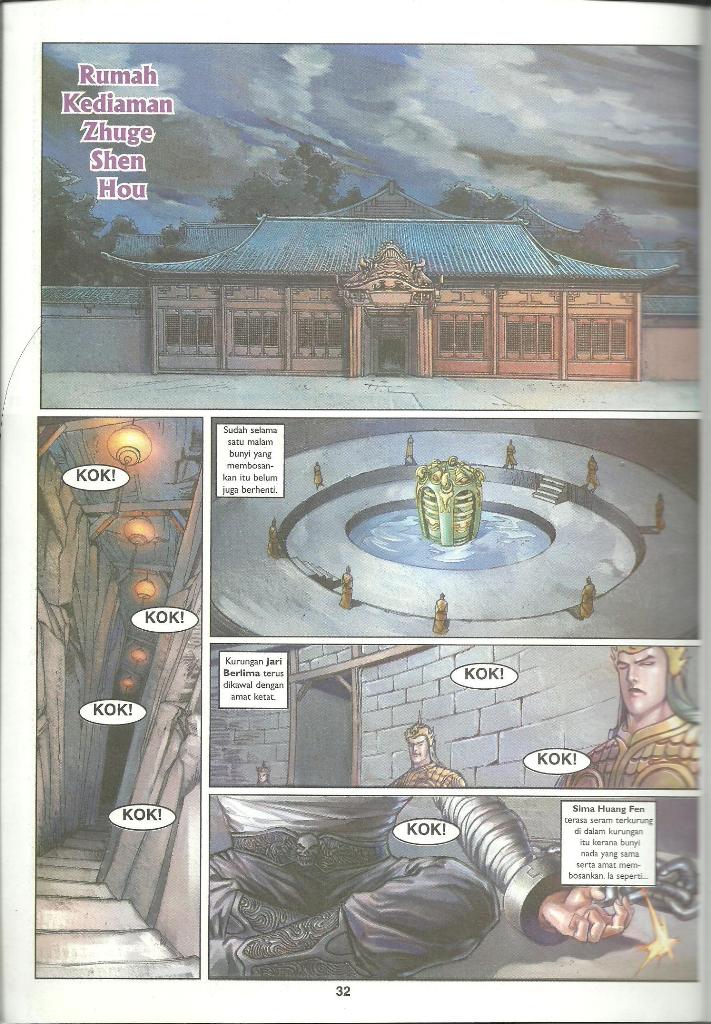 Rumah
Kediaman
Zhuge
Shen
Hou
KOK!
KOK!
KOK!
KOK!
Sudah selama
satu malam
bunyi yang
membosan-
kan itu belum
juga berhenti.
Kurungan Jari
Berlima terus
dikawal dengan
amat ketat.
KOK!
KOK!
KOK!
Sima Huang Fen
terasa seram terkurung
di dalam kurungan
itu kerana bunyi
nada yang sama
serta amat mem-
bosankan. Ia seperti...
32